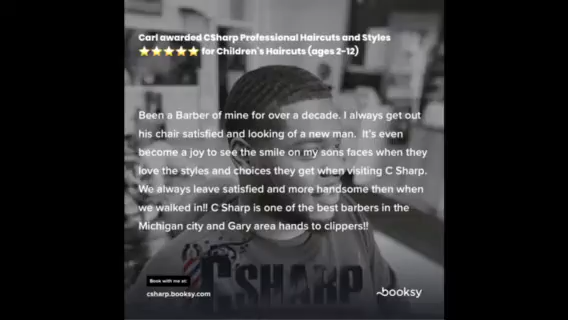 Carl awarded CSharp Professional Haircuts and Styles
⭐⭐⭐⭐⭐ for Children's Haircuts (ages 2-12)
Been a Barber of mine for over a decade. I always get out
his chair satisfied and looking of a new man.  It's even
become a joy to see the smile on my sons faces when they
love the styles and choices they get when visiting C Sharp.
We always leave satisfied and more handsome then when
we walked in!! C Sharp is one of the best barbers in the
Michigan city and Gary area hands to clippers!!
CSHARP
Book with me at:
csharp.booksy.com
booksy